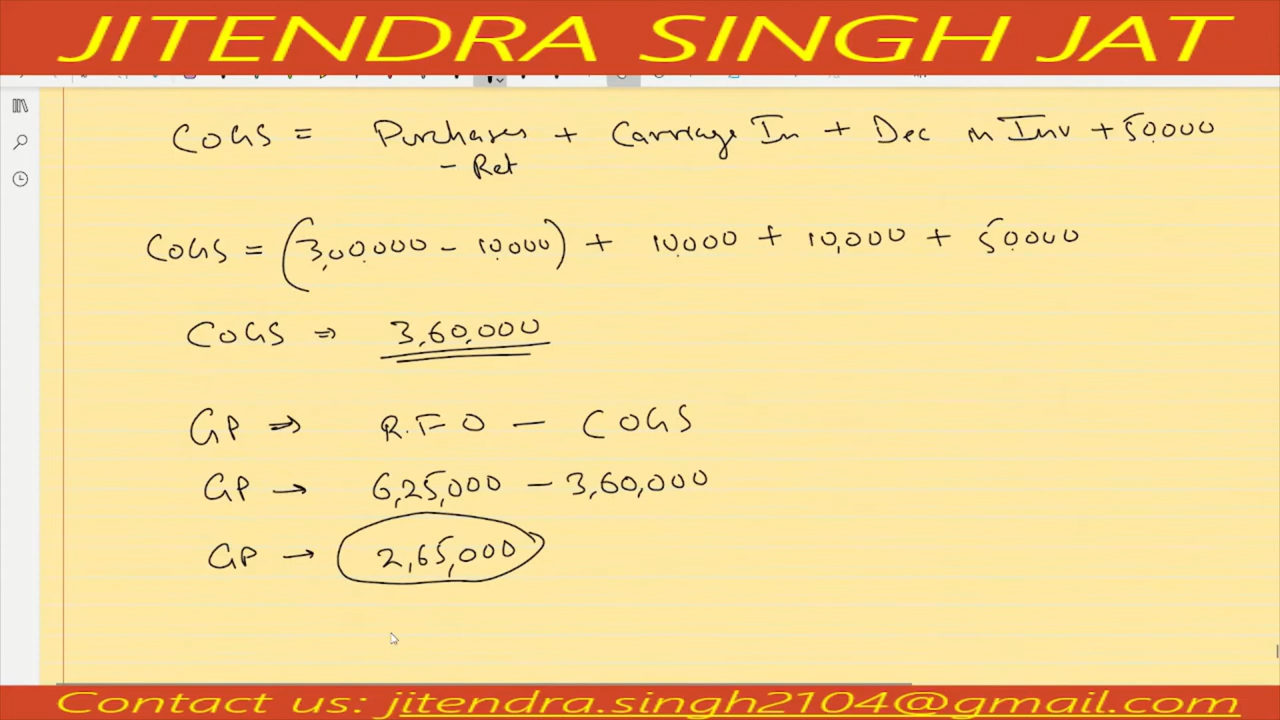 JITENDRA SINGH JAT
COGS = Purchases + Carriage In + Dec in Inv + 50000
- Ret
COGS = (3,00,000 - 10,000) + 10,000 + 10,000 + 50,000
COGS ⇒ 3,60,000
GP ⇒ R.F.O - COGS
GP → 6,25,000 - 3,60,000
GP → 2,65,000
Contact us: jitendra.singh2104@gmail.com